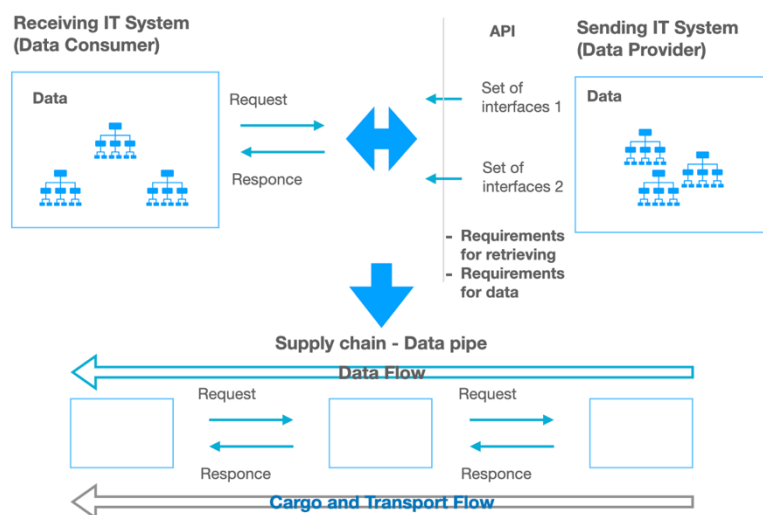 Receiving IT System
(Data Consumer)
API
Sending IT System
(Data Provider)
Data
Request
Responce
Set of
interfaces 1
Set of
interfaces 2
Data
- Requirements
for retrieving
- Requirements
for data
Supply chain - Data pipe
Data Flow
Request
Request
Responce
Responce
Cargo and Transport Flow